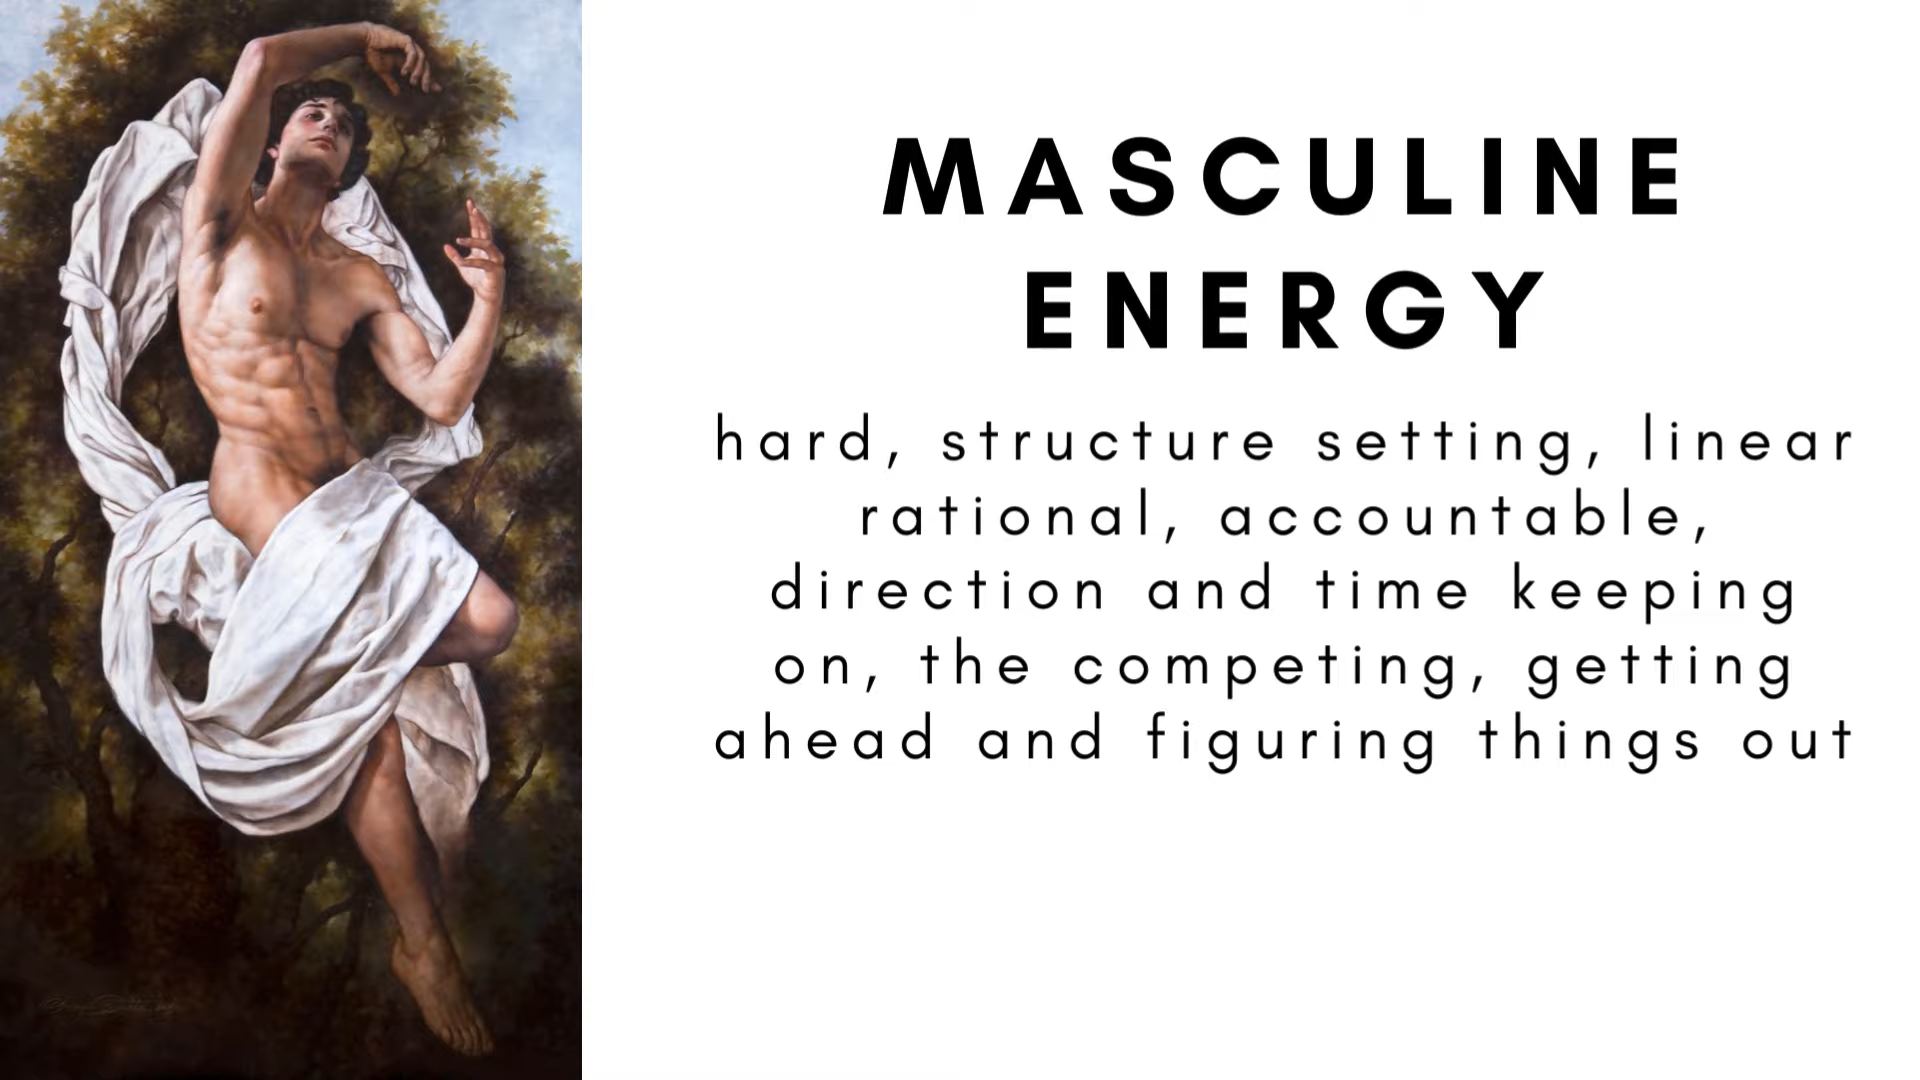 MASCULINE
ENERGY
hard, structure setting, linear
rational, accountable,
direction and time keeping
on, the competing, getting
ahead and figuring things out